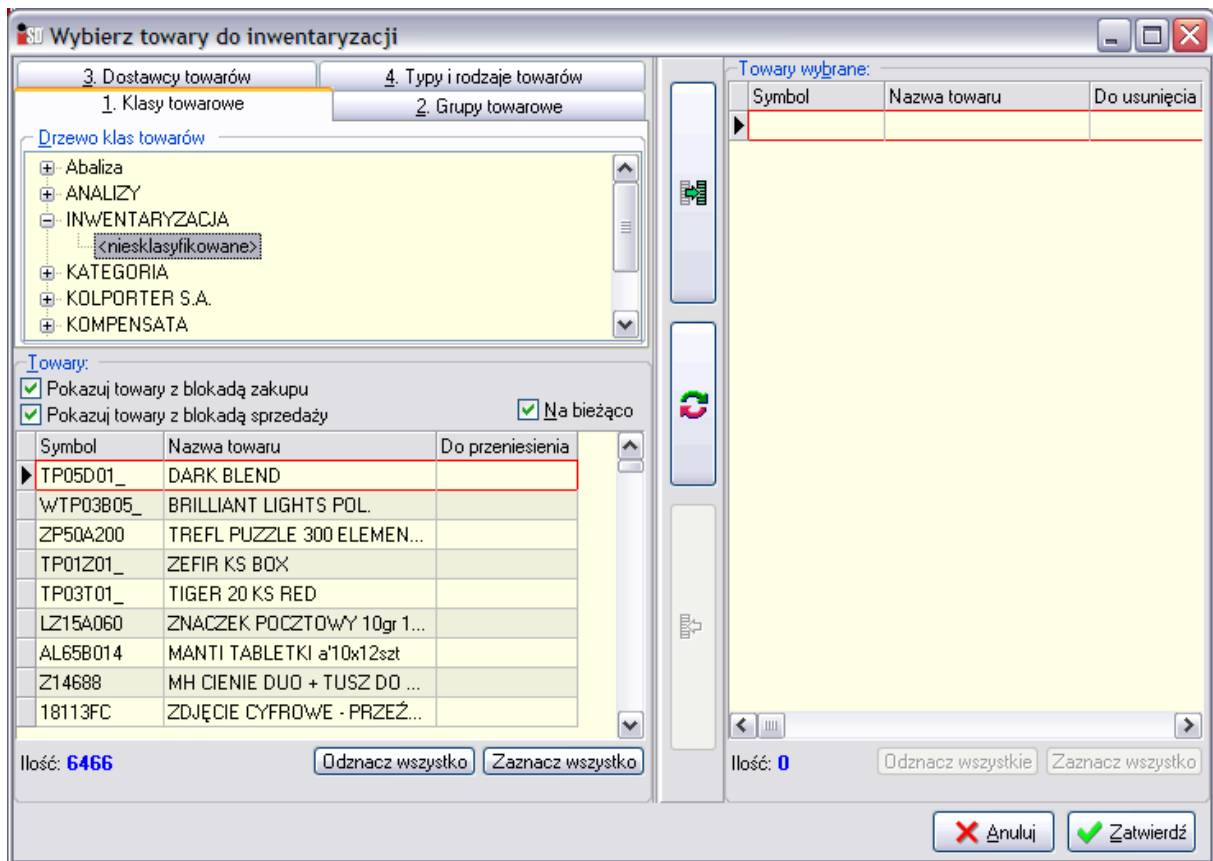 iSD Wybierz towary do inwentaryzacji
3. Dostawcy towarów 4. Typy i rodzaje towarów
1. Klasy towarowe 2. Grupy towarowe
Drzewo klas towarów
Abaliza
ANALIZY
INWENTARYZACJA
<niesklasyfikowane>
KATEGORIA
KOLPORTER S.A.
KOMPENSATA
Towary:
Pokazuj towary z blokadą zakupu
Pokazuj towary z blokadą sprzedaży Na bieżąco
Symbol Nazwa towaru Do przeniesienia
TP05D01_ DARK BLEND
WTP03B05_ BRILLIANT LIGHTS POL.
ZP50A200 TREFL PUZZLE 300 ELEMEN...
TP01Z01_ ZEFIR KS BOX
TP03T01_ TIGER 20 KS RED
LZ15A060 ZNACZEK POCZTOWY 10gr 1...
AL65B014 MANTI TABLETKI a'10x12szt
Z14688 MH CIENIE DUO + TUSZ DO ...
18113FC ZDJĘCIE CYFROWE - PRZEŹ...
Ilość: 6466 Odznacz wszystko Zaznacz wszystko
Towary wybrane:
Symbol Nazwa towaru Do usunięcia
Ilość: 0 Odznacz wszystkie Zaznacz wszystko
Anuluj Zatwierdź